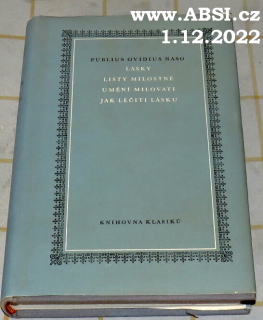 www.ABSI.cz
1.12.2022
PUBLIUS OVIDIUS NASO
LÁSKY
LISTY MILOSTNÉ
UMĚNÍ MILOVATI
JAK LÉČITI LÁSKU
KNIHOVNA KLASIKŮ